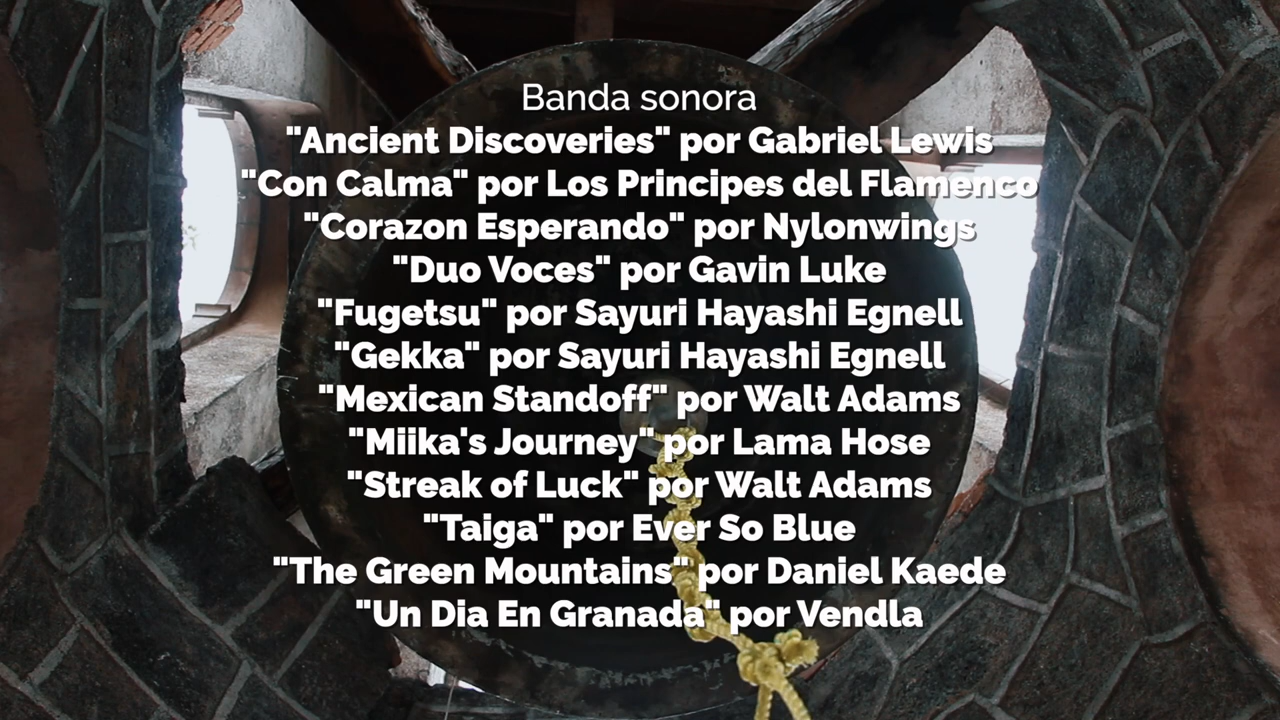 Banda sonora
"Ancient Discoveries" por Gabriel Lewis
"Con Calma" por Los Principes del Flamenco
"Corazon Esperando" por Nylonwings
"Duo Voces" por Gavin Luke
"Fugetsu" por Sayuri Hayashi Egnell
"Gekka" por Sayuri Hayashi Egnell
"Mexican Standoff" por Walt Adams
"Miika's Journey" por Lama Hose
"Streak of Luck" por Walt Adams
"Taiga" por Ever So Blue
"The Green Mountains" por Daniel Kaede
"Un Dia En Granada" por Vendla